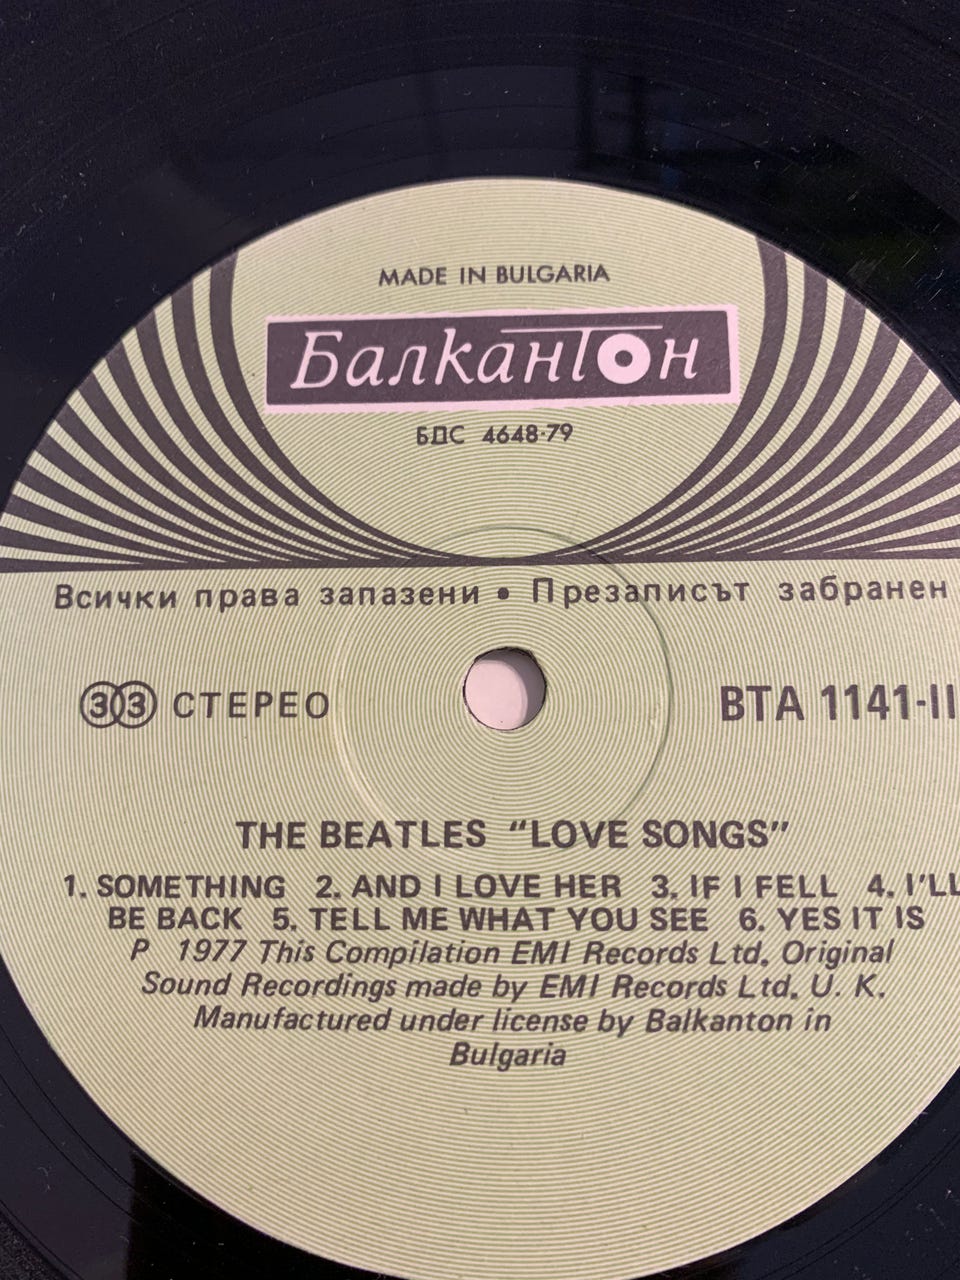 MADE IN BULGARIA
Балкантон
БДС 4648-79
Всички права запазени • Презаписът забранен
33 СТЕРЕО
ВТА 1141-II
THE BEATLES "LOVE SONGS"
1. SOMETHING 2. AND I LOVE HER 3. IF I FELL 4. I'LL
BE BACK 5. TELL ME WHAT YOU SEE 6. YES IT IS
P 1977 This Compilation EMI Records Ltd. Original
Sound Recordings made by EMI Records Ltd. U. K.
Manufactured under license by Balkanton in
Bulgaria